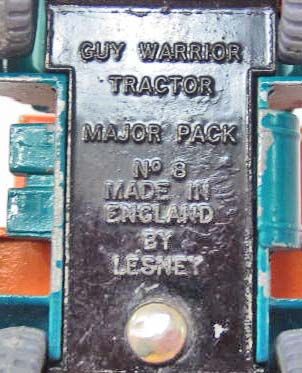 GUY WARRIOR
TRACTOR
MAJOR PACK
Nº 8
MADE IN
ENGLAND
BY
LESNEY